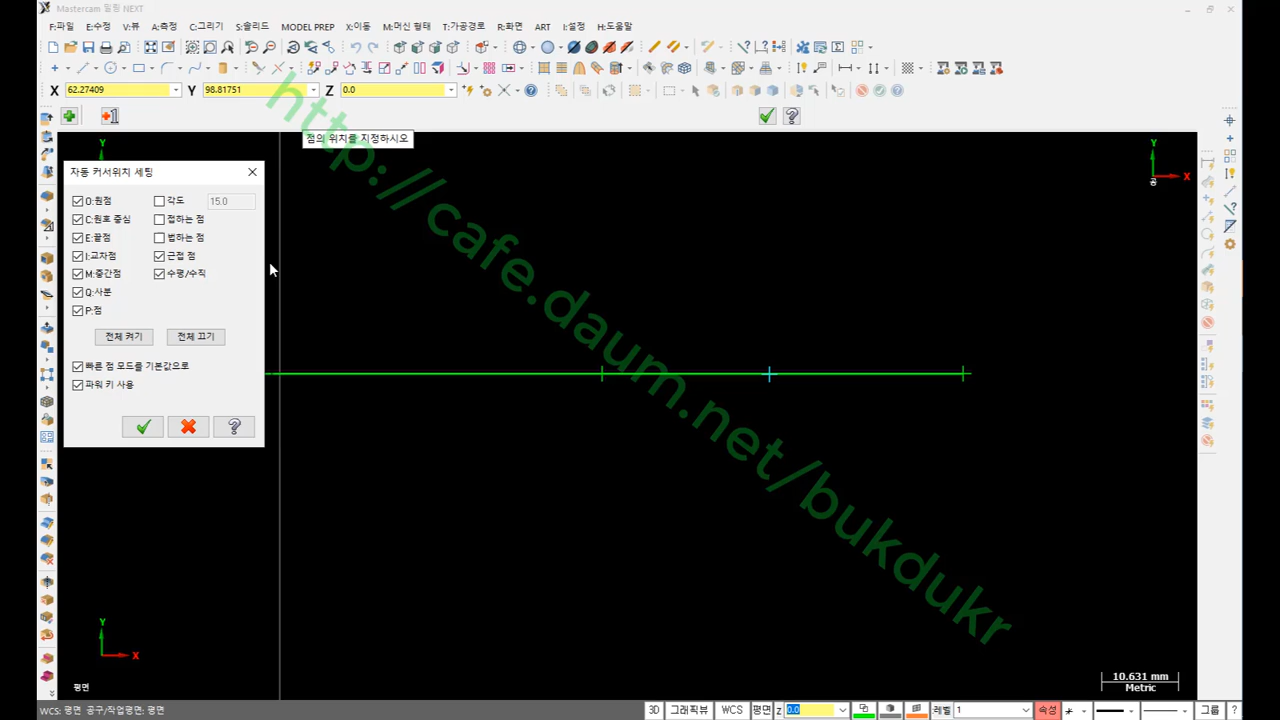 Mastercam 밀링 NEXT
F:파일 E:수정 V:뷰 A:측정 C:그리기 S:솔리드 MODEL PREP X:이동 M:머신 형태 T:가공경로 R:화면 ART I:설정 H:도움말
X 62.27409 Y 98.81751 Z 0.0
점의 위치를 지정하시오
자동 커서위치 세팅
O:원점 각도 15.0
C:원호 중심 접하는 점
E:끝점 법하는 점
I:교차점 근접 점
M:중간점 수평/수직
Q:사분
P:점
전체 켜기 전체 끄기
빠른 점 모드를 기본값으로
파워 키 사용
Y
Y
X
공
http://cafe.daum.net/bukdukr
Y
X
평면
10.631 mm
Metric
WCS: 평면 공구/작업평면: 평면 3D 그래픽뷰 WCS 평면 Z 0.0 레벨 1 속성 그룹 ?